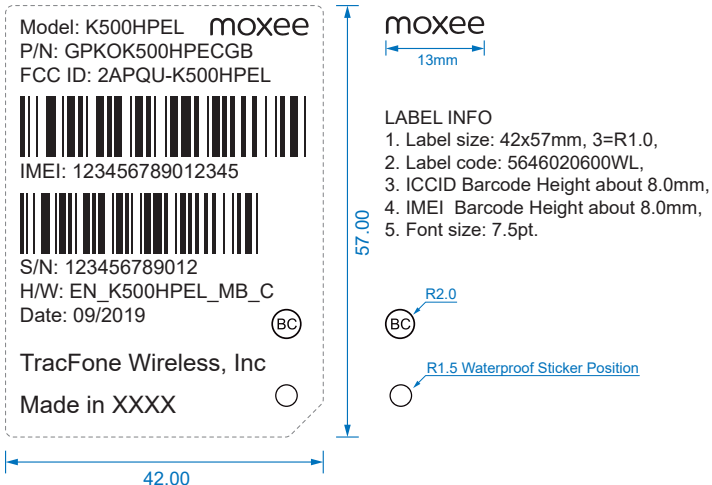 Model: K500HPEL moxee
P/N: GPKOK500HPECGB
FCC ID: 2APQU-K500HPEL
IMEI: 123456789012345
S/N: 123456789012
H/W: EN_K500HPEL_MB_C
Date: 09/2019
BC
TracFone Wireless, Inc
Made in XXXX
42.00
57.00
moxee
13mm
LABEL INFO
1. Label size: 42x57mm, 3=R1.0,
2. Label code: 5646020600WL,
3. ICCID Barcode Height about 8.0mm,
4. IMEI  Barcode Height about 8.0mm,
5. Font size: 7.5pt.
R2.0
BC
R1.5 Waterproof Sticker Position